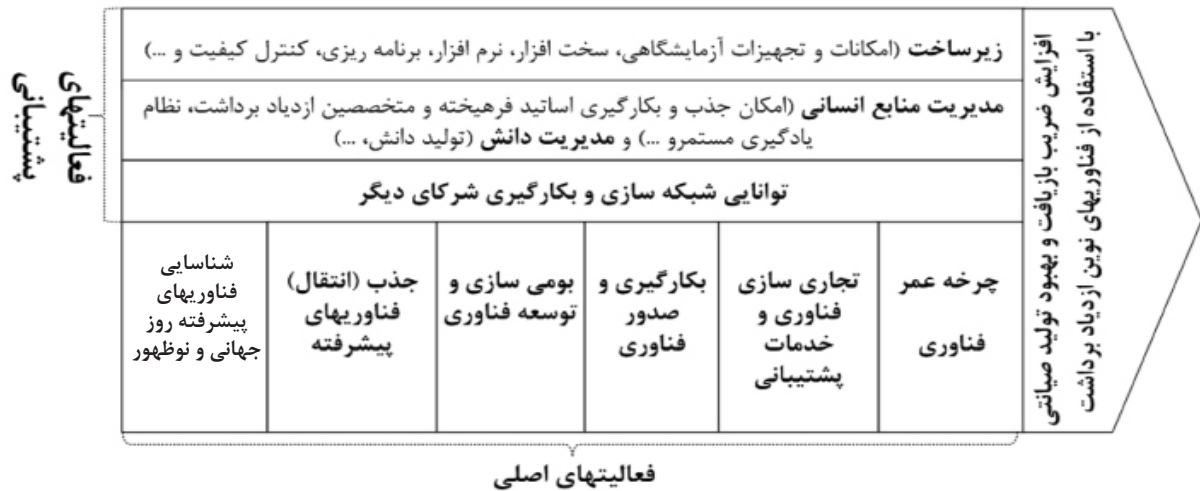 زیرساخت (امکانات و تجهیزات آزمایشگاهی، سخت افزار، نرم افزار، برنامه ریزی، کنترل کیفیت و ...)
مدیریت منابع انسانی (امکان جذب و بکارگیری اساتید فرهیخته و متخصصین ازدیاد برداشت، نظام
یادگیری مستمرو ...) و مدیریت دانش (تولید دانش، ...)
توانایی شبکه سازی و بکارگیری شرکای دیگر
فعالیتهای
پشتیبانی
شناسایی
فناوریهای
پیشرفته روز
جهانی و نوظهور
جذب (انتقال)
فناوریهای
پیشرفته
بومی سازی و
توسعه فناوری
بکارگیری و
صدور
فناوری
تجاری سازی
فناوری و
خدمات
پشتیبانی
چرخه عمر
فناوری
افزایش ضریب بازیافت و بهبود تولید صیانتی
با استفاده از فناوریهای نوین ازدیاد برداشت
فعالیتهای اصلی